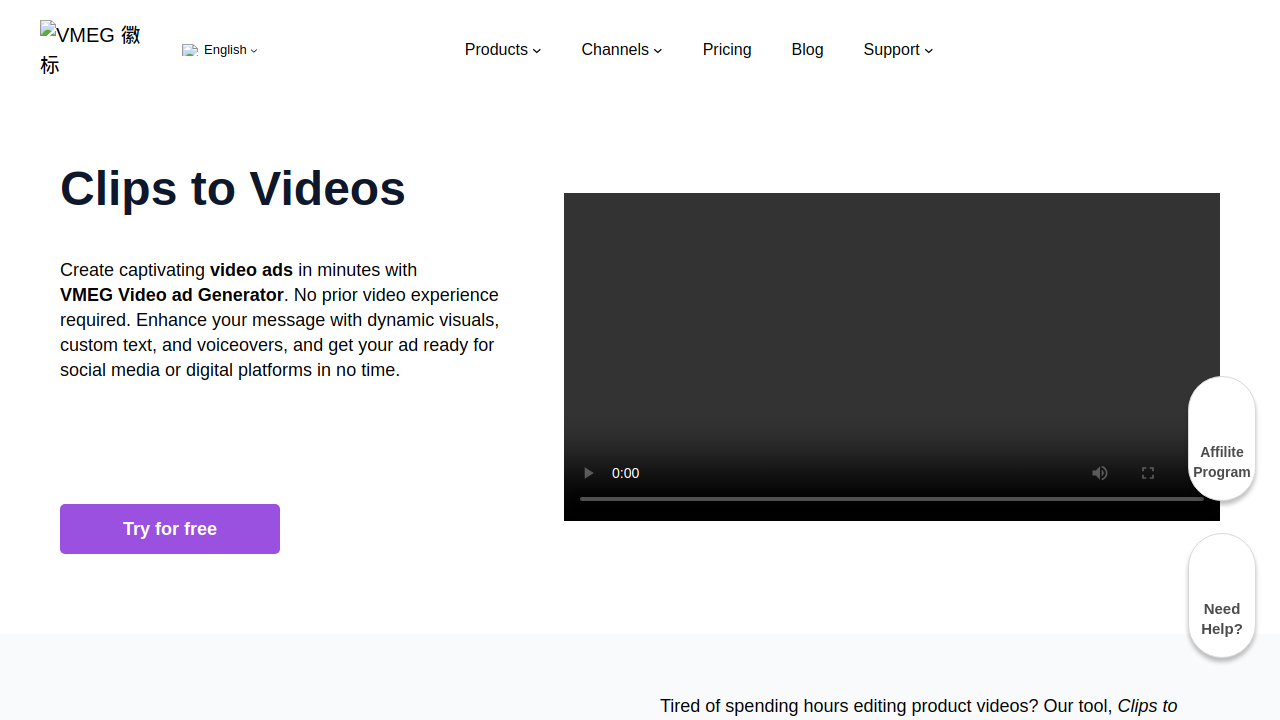 VMEG 徽
标
English
Products
Channels
Pricing
Blog
Support
Clips to Videos
Create captivating video ads in minutes with
VMEG Video ad Generator. No prior video experience
required. Enhance your message with dynamic visuals,
custom text, and voiceovers, and get your ad ready for
social media or digital platforms in no time.
Try for free
0:00
Affilite
Program
Need
Help?
Tired of spending hours editing product videos? Our tool, Clips to